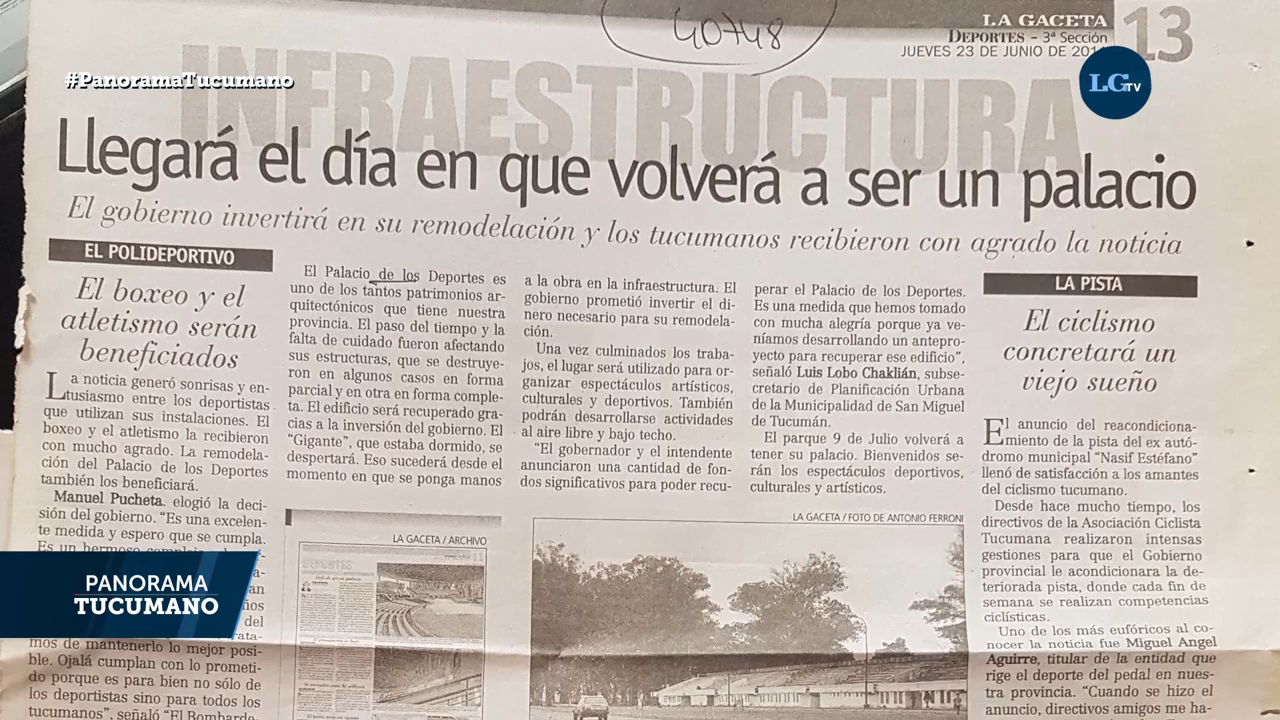 40748
LA GACETA
DEPORTES – 3ª Sección
JUEVES 23 DE JUNIO DE
13
LG TV
#PanoramaTucumano
INFRAESTRUCTURA
Llegará el día en que volverá a ser un palacio
El gobierno invertirá en su remodelación y los tucumanos recibieron con agrado la noticia
EL POLIDEPORTIVO
El boxeo y el
atletismo serán
beneficiados
La noticia generó sonrisas y en-
tusiasmo entre los deportistas
que utilizan sus instalaciones. El
boxeo y el atletismo la recibieron
con mucho agrado. La remodela-
ción del Palacio de los Deportes
también los beneficiará.
Manuel Pucheta. elogió la deci-
sión del gobierno. "Es una excelen-
te medida y espero que se cumpla.
Es un hermoso
mos de mantenerlo lo mejor posi-
ble. Ojalá cumplan con lo prometi-
do porque es para bien no sólo de
los deportistas sino para todos los
tucumanos", señaló "El Bombardo
El Palacio de los Deportes es
uno de los tantos patrimonios ar-
quitectónicos que tiene nuestra
provincia. El paso del tiempo y la
falta de cuidado fueron afectando
sus estructuras, que se destruye-
ron en algunos casos en forma
parcial y en otra en forma comple-
ta. El edificio será recuperado gra-
cias a la inversión del gobierno. El
"Gigante", que estaba dormido, se
despertará. Eso sucederá desde el
momento en que se ponga manos
a la obra en la infraestructura. El
gobierno prometió invertir el di-
nero necesario para su remodela-
ción.
Una vez culminados los traba-
jos, el lugar será utilizado para or-
ganizar espectáculos artísticos,
culturales y deportivos. También
podrán desarrollarse actividades
al aire libre y bajo techo.
"El gobernador y el intendente
anunciaron una cantidad de fon-
dos significativos para poder recu-
perar el Palacio de los Deportes.
Es una medida que hemos tomado
con mucha alegría porque ya ve-
níamos desarrollando un antepro-
yecto para recuperar ese edificio",
señaló Luis Lobo Chaklián, subse-
cretario de Planificación Urbana
de la Municipalidad de San Miguel
de Tucumán.
El parque 9 de Julio volverá a
tener su palacio. Bienvenidos se-
rán los espectáculos deportivos,
culturales y artísticos.
LA GACETA / ARCHIVO
DEPORTES
LA GACETA / FOTO DE ANTONIO FERRONI
LA PISTA
El ciclismo
concretará un
viejo sueño
El anuncio del reacondiciona-
miento de la pista del ex autó-
dromo municipal "Nasif Estéfano"
llenó de satisfacción a los amantes
del ciclismo tucumano.
Desde hace mucho tiempo, los
directivos de la Asociación Ciclista
Tucumana realizaron intensas
gestiones para que el Gobierno
provincial le acondicionara la de-
teriorada pista, donde cada fin de
semana se realizan competencias
ciclísticas.
Uno de los más eufóricos al co-
nocer la noticia fue Miguel Angel
Aguirre, titular de la entidad que
rige el deporte del pedal en nues-
tra provincia. "Cuando se hizo el
anuncio, directivos amigos me ha-
PANORAMA
TUCUMANO